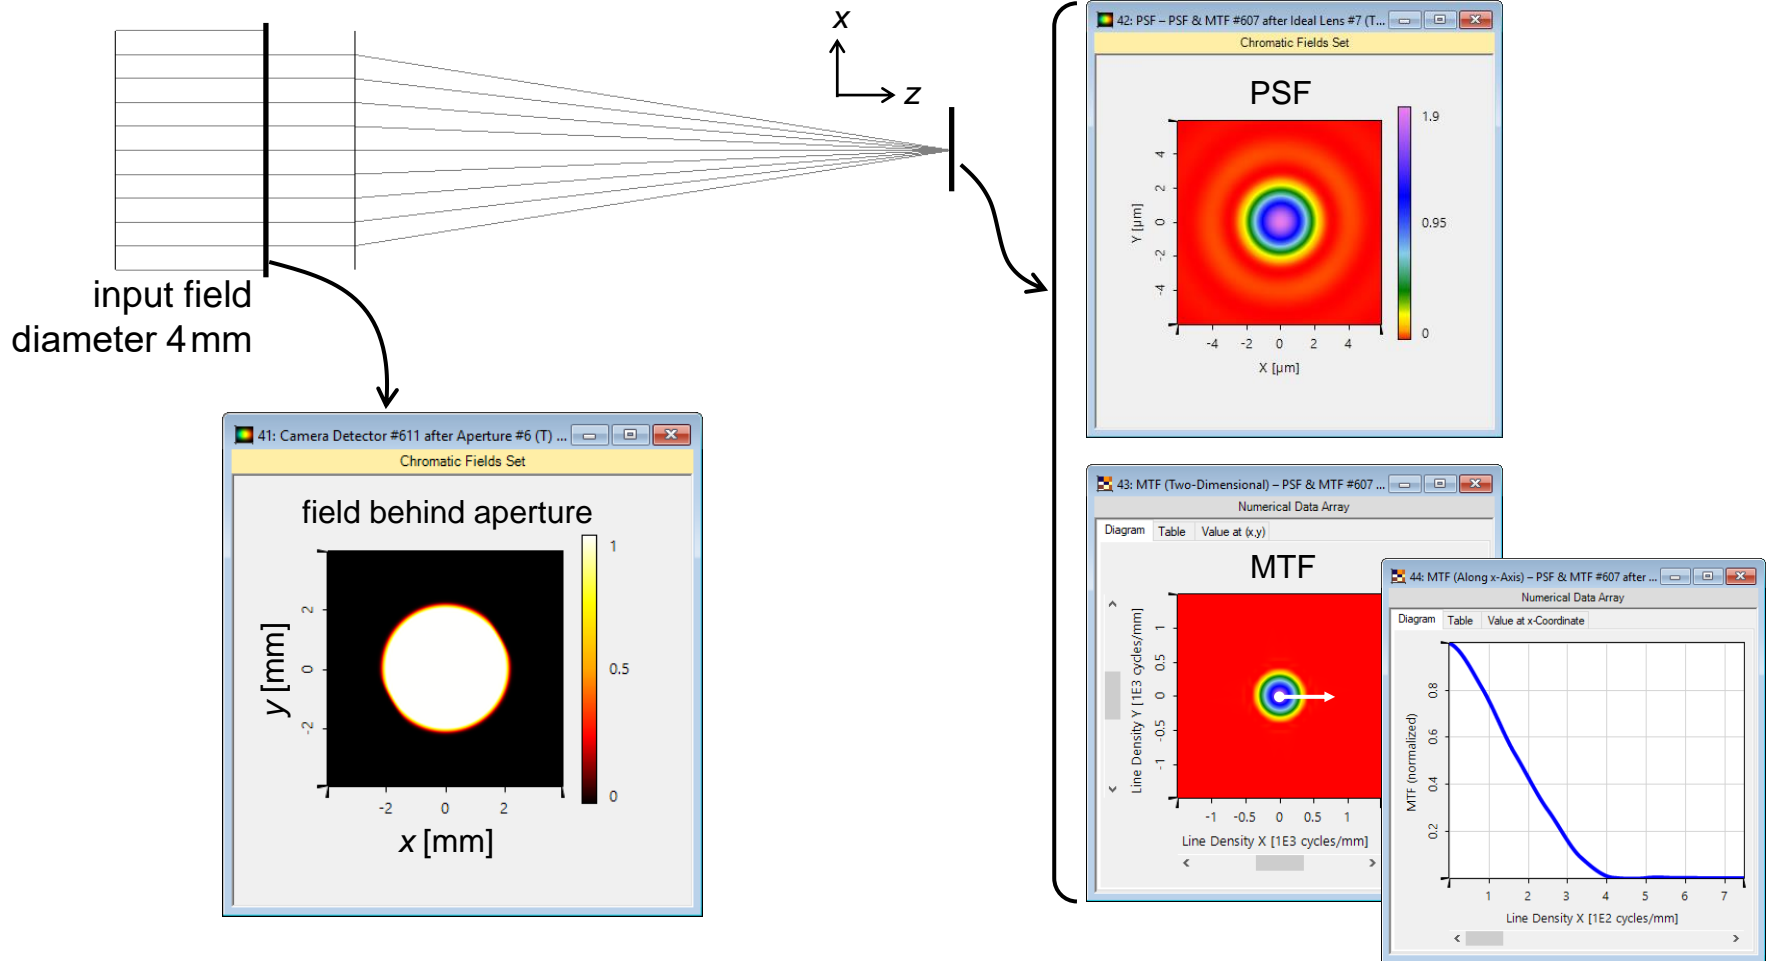 x
z
input field
diameter 4 mm
41: Camera Detector #611 after Aperture #6 (T) ...
Chromatic Fields Set
field behind aperture
1
0.5
0
2
0
-2
y [mm]
-2 0 2
x [mm]
42: PSF – PSF & MTF #607 after Ideal Lens #7 (T...
Chromatic Fields Set
PSF
1.9
0.95
0
4
2
0
-2
-4
Y [µm]
-4 -2 0 2 4
X [µm]
43: MTF (Two-Dimensional) – PSF & MTF #607 ...
Numerical Data Array
Diagram Table Value at (x,y)
MTF
1
0.5
0
-0.5
-1
Line Density Y [1E3 cycles/mm]
-1 -0.5 0 0.5 1
Line Density X [1E3 cycles/mm]
44: MTF (Along x-Axis) – PSF & MTF #607 after ...
Numerical Data Array
Diagram Table Value at x-Coordinate
0.8
0.6
0.4
0.2
MTF (normalized)
1 2 3 4 5 6 7
Line Density X [1E2 cycles/mm]